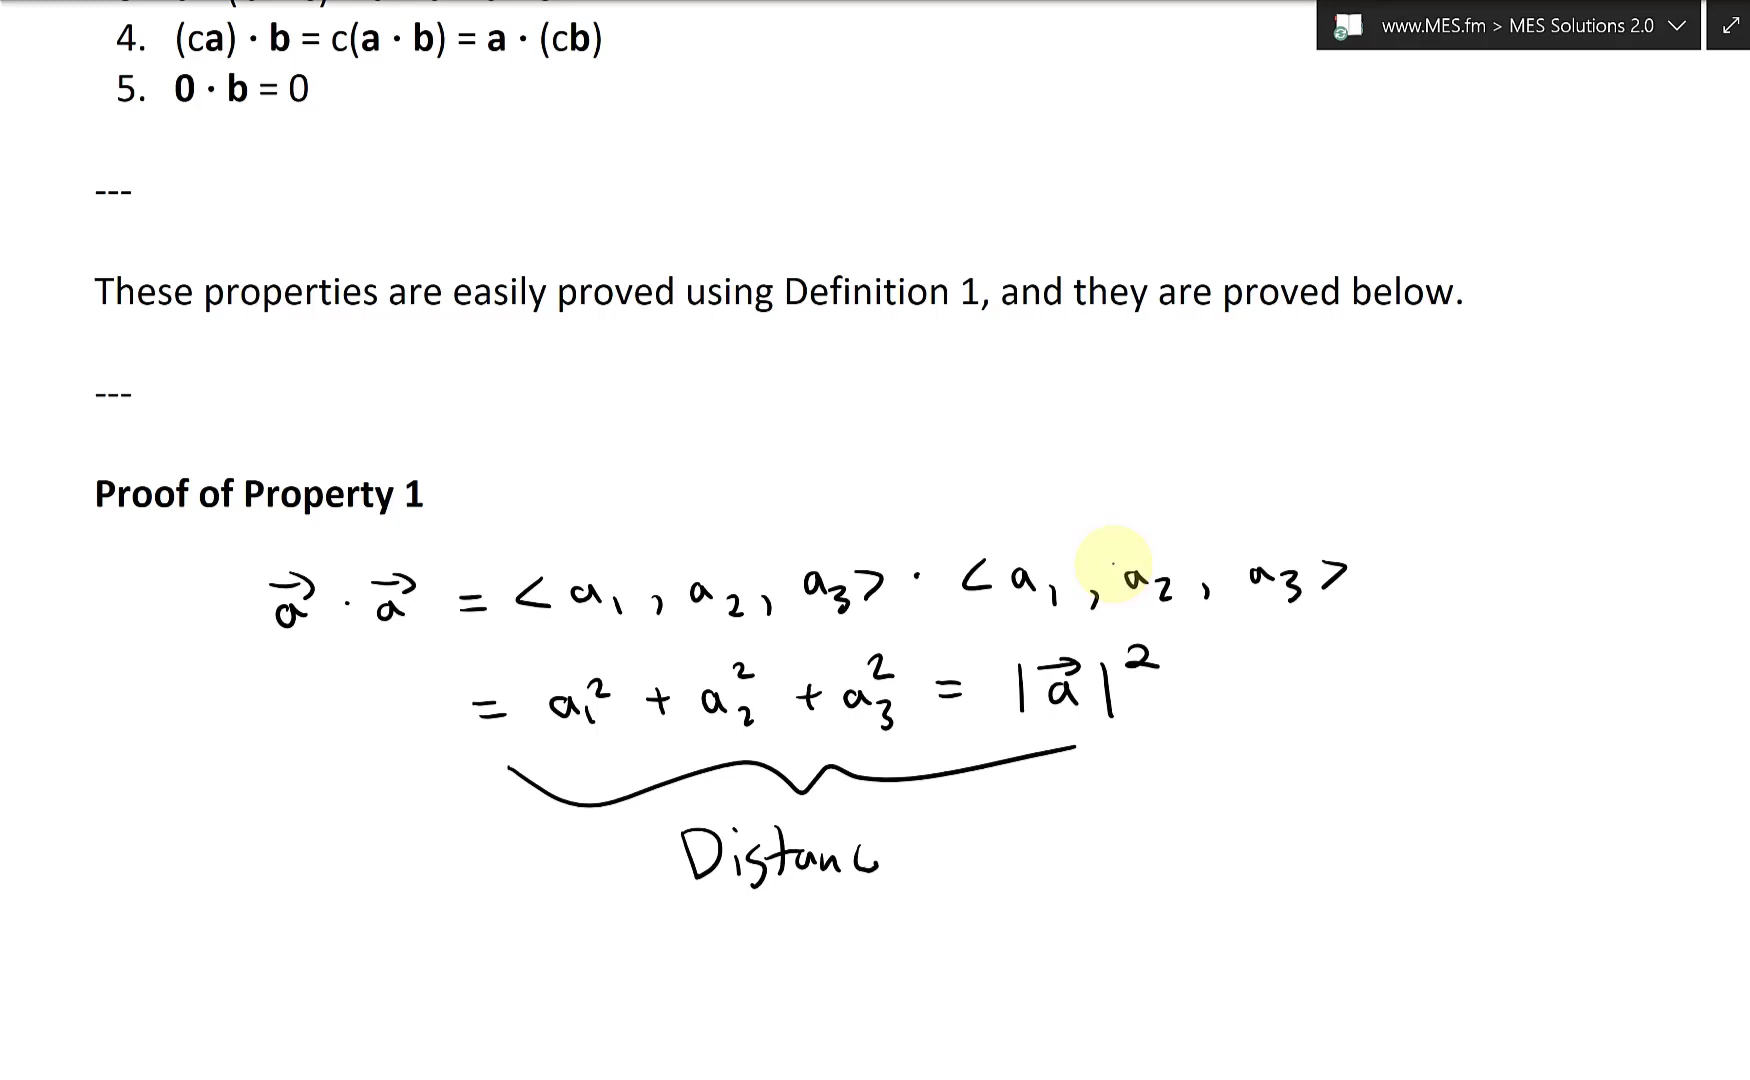 www.MES.fm > MES Solutions 2.0
4. (ca) · b = c(a · b) = a · (cb)
5. 0 · b = 0
---
These properties are easily proved using Definition 1, and they are proved below.
---
Proof of Property 1
a⃗ · a⃗ = < a₁, a₂, a₃> · < a₁, a₂, a₃ >
= a₁² + a₂² + a₃² = |a⃗|²
Distanc